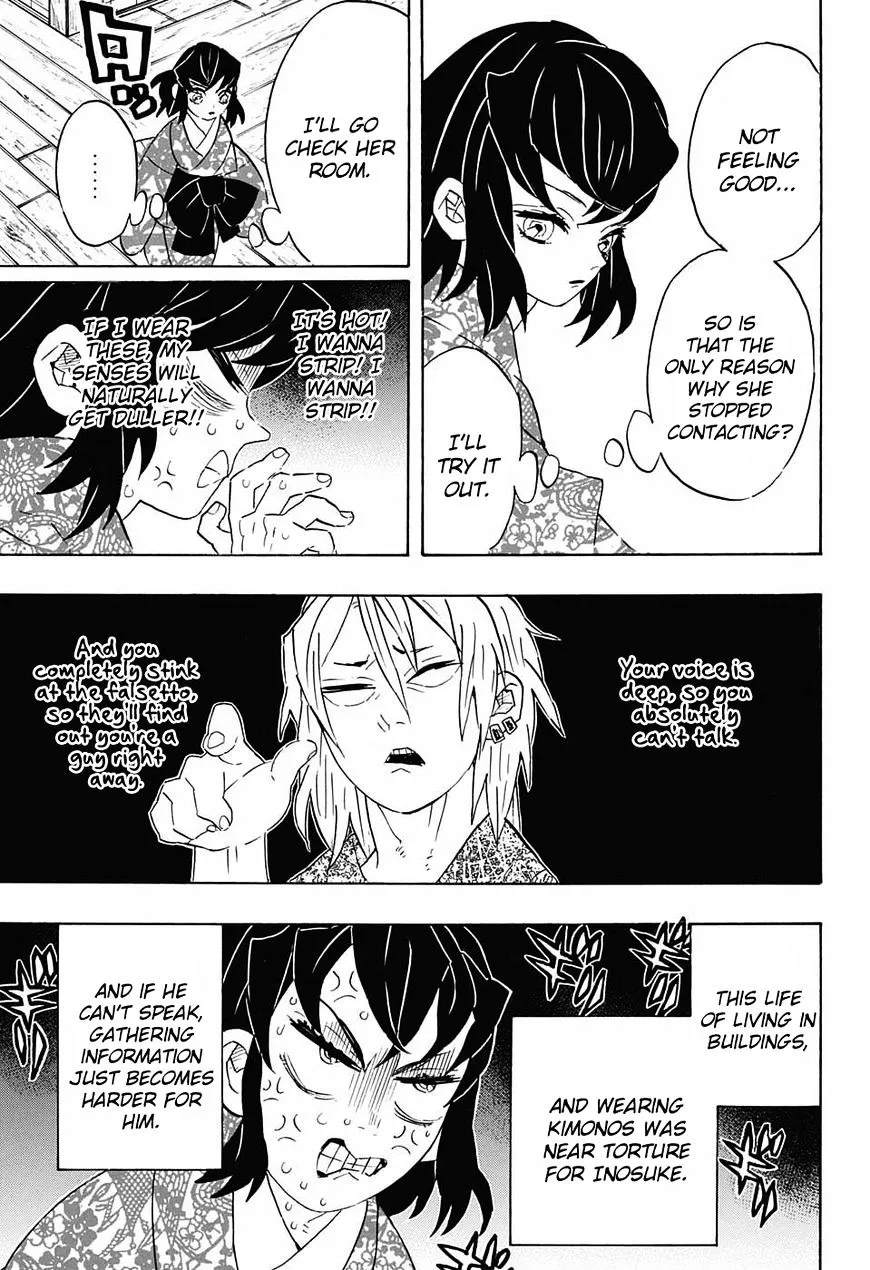 NOT
FEELING
GOOD...
SO IS
THAT THE
ONLY REASON
WHY SHE
STOPPED
CONTACTING?
I'LL
TRY IT
OUT.
I'LL GO
CHECK HER
ROOM.
......
IT'S HOT!
I WANNA
STRIP! I
WANNA
STRIP!!
IF I WEAR
THESE, MY
SENSES WILL
NATURALLY
GET DULLER!!
Your voice is
deep, so you
absolutely
can't talk.
And you
completely stink
at the falsetto,
so they'll find
out you're a
guy right
away.
THIS LIFE
OF LIVING IN
BUILDINGS,
AND WEARING
KIMONOS WAS
NEAR TORTURE
FOR INOSUKE.
AND IF HE
CAN'T SPEAK,
GATHERING
INFORMATION
JUST BECOMES
HARDER FOR
HIM.